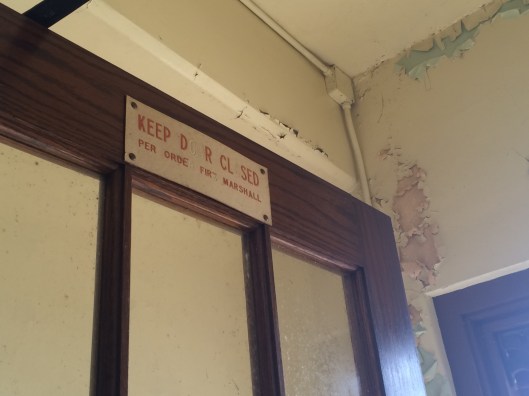 KEEP D R CL SED
PER ORDE FIR MARSHALL